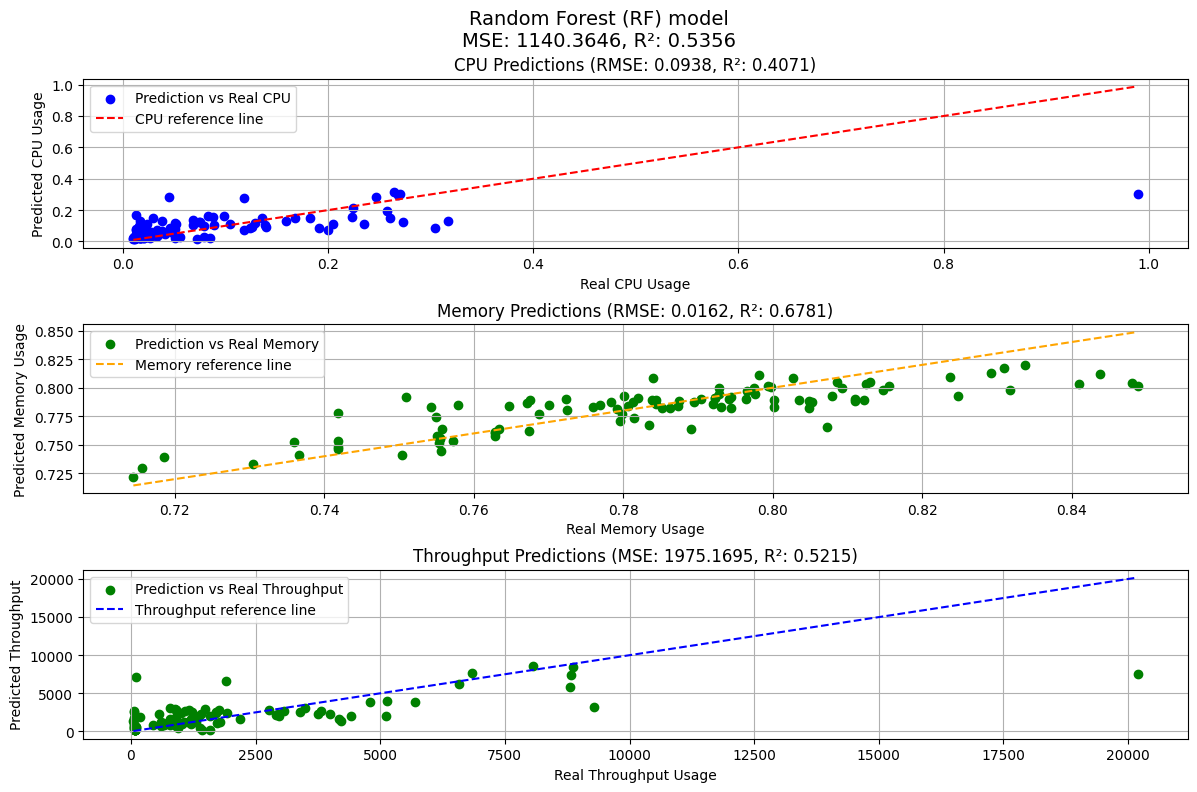 Random Forest (RF) model
MSE: 1140.3646, R²: 0.5356
CPU Predictions (RMSE: 0.0938, R²: 0.4071)
Predicted CPU Usage
1.0
0.8
0.6
0.4
0.2
0.0
Prediction vs Real CPU
CPU reference line
0.0 0.2 0.4 0.6 0.8 1.0
Real CPU Usage
Memory Predictions (RMSE: 0.0162, R²: 0.6781)
Predicted Memory Usage
0.850
0.825
0.800
0.775
0.750
0.725
Prediction vs Real Memory
Memory reference line
0.72 0.74 0.76 0.78 0.80 0.82 0.84
Real Memory Usage
Throughput Predictions (MSE: 1975.1695, R²: 0.5215)
Predicted Throughput
20000
15000
10000
5000
0
Prediction vs Real Throughput
Throughput reference line
0 2500 5000 7500 10000 12500 15000 17500 20000
Real Throughput Usage